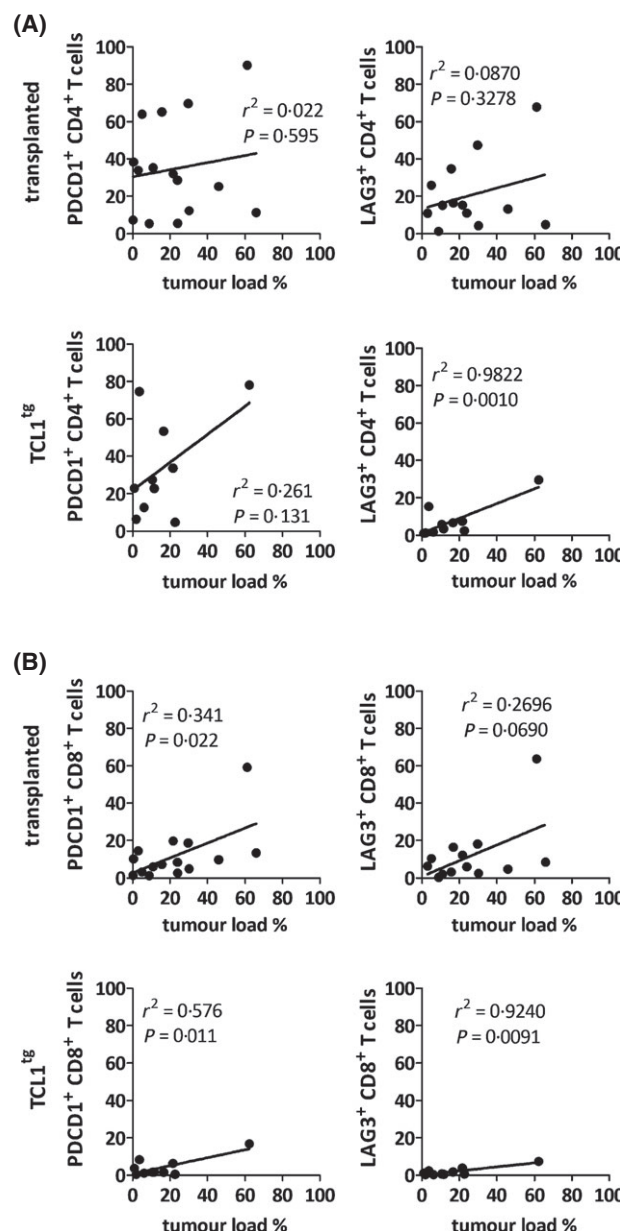 (A)
transplanted
PDCD1⁺ CD4⁺ T cells
100
80
60
40
20
0
r² = 0·022
P = 0·595
0 20 40 60 80 100
tumour load %
LAG3⁺ CD4⁺ T cells
100
80
60
40
20
0
r² = 0·0870
P = 0·3278
0 20 40 60 80 100
tumour load %
TCL1ᵗᵍ
PDCD1⁺ CD4⁺ T cells
100
80
60
40
20
0
r² = 0·261
P = 0·131
0 20 40 60 80 100
tumour load %
LAG3⁺ CD4⁺ T cells
100
80
60
40
20
0
r² = 0·9822
P = 0·0010
0 20 40 60 80 100
tumour load %
(B)
transplanted
PDCD1⁺ CD8⁺ T cells
100
80
60
40
20
0
r² = 0·341
P = 0·022
0 20 40 60 80 100
tumour load %
LAG3⁺ CD8⁺ T cells
100
80
60
40
20
0
r² = 0·2696
P = 0·0690
0 20 40 60 80 100
tumour load %
TCL1ᵗᵍ
PDCD1⁺ CD8⁺ T cells
100
80
60
40
20
0
r² = 0·576
P = 0·011
0 20 40 60 80 100
tumour load %
LAG3⁺ CD8⁺ T cells
100
80
60
40
20
0
r² = 0·9240
P = 0·0091
0 20 40 60 80 100
tumour load %